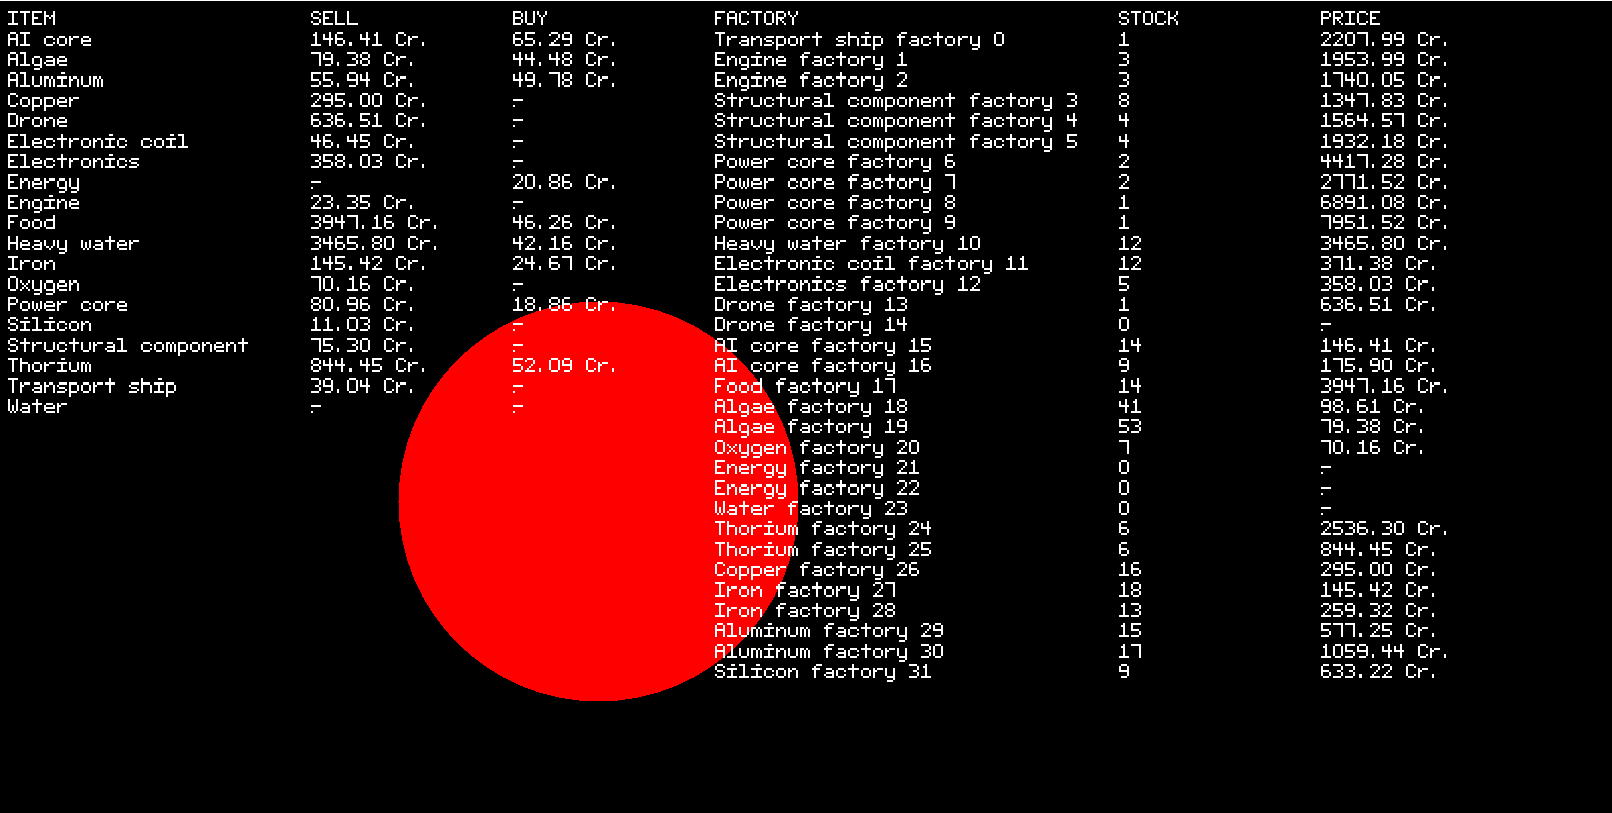 ITEM SELL BUY FACTORY STOCK PRICE
AI core 146.41 Cr. 65.29 Cr. Transport ship factory 0 1 2207.99 Cr.
Algae 79.38 Cr. 44.48 Cr. Engine factory 1 3 1953.99 Cr.
Aluminum 55.94 Cr. 49.78 Cr. Engine factory 2 3 1740.05 Cr.
Copper 295.00 Cr. .- Structural component factory 3 8 1347.83 Cr.
Drone 636.51 Cr. .- Structural component factory 4 4 1564.57 Cr.
Electronic coil 46.45 Cr. .- Structural component factory 5 4 1932.18 Cr.
Electronics 358.03 Cr. .- Power core factory 6 2 4417.28 Cr.
Energy .- 20.86 Cr. Power core factory 7 2 2771.52 Cr.
Engine 23.35 Cr. .- Power core factory 8 1 6891.08 Cr.
Food 3947.16 Cr. 46.26 Cr. Power core factory 9 1 7951.52 Cr.
Heavy water 3465.80 Cr. 42.16 Cr. Heavy water factory 10 12 3465.80 Cr.
Iron 145.42 Cr. 24.67 Cr. Electronic coil factory 11 12 371.38 Cr.
Oxygen 70.16 Cr. .- Electronics factory 12 5 358.03 Cr.
Power core 80.96 Cr. 18.86 Cr. Drone factory 13 1 636.51 Cr.
Silicon 11.03 Cr. .- Drone factory 14 0 .-
Structural component 75.30 Cr. .- AI core factory 15 14 146.41 Cr.
Thorium 844.45 Cr. 52.09 Cr. AI core factory 16 9 175.90 Cr.
Transport ship 39.04 Cr. .- Food factory 17 14 3947.16 Cr.
Water .- .- Algae factory 18 41 98.61 Cr.
Algae factory 19 53 79.38 Cr.
Oxygen factory 20 7 70.16 Cr.
Energy factory 21 0 .-
Energy factory 22 0 .-
Water factory 23 0 .-
Thorium factory 24 6 2536.30 Cr.
Thorium factory 25 6 844.45 Cr.
Copper factory 26 16 295.00 Cr.
Iron factory 27 18 145.42 Cr.
Iron factory 28 13 259.32 Cr.
Aluminum factory 29 15 577.25 Cr.
Aluminum factory 30 17 1059.44 Cr.
Silicon factory 31 9 633.22 Cr.